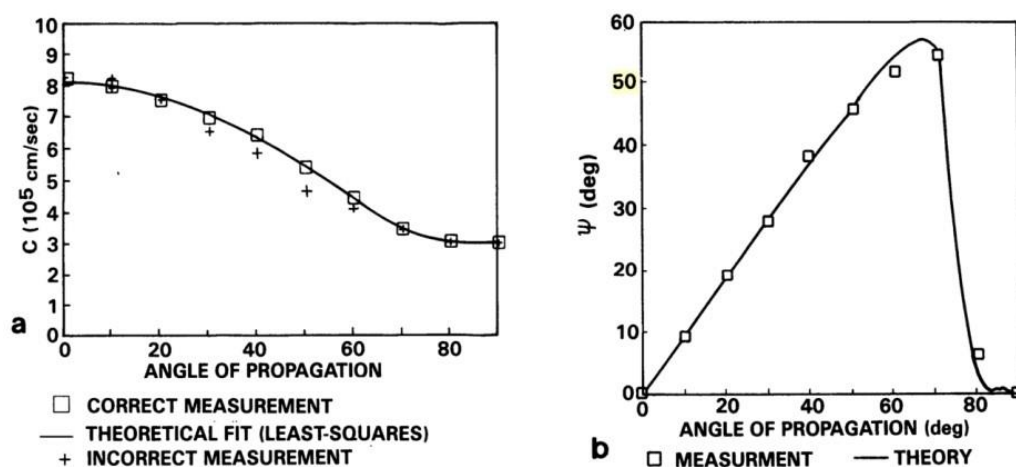 10
9
8
7
6
5
4
3
2
1
0
C (10⁵ cm/sec)
0 20 40 60 80
ANGLE OF PROPAGATION
a
□ CORRECT MEASUREMENT
— THEORETICAL FIT (LEAST-SQUARES)
+ INCORRECT MEASUREMENT
60
50
40
30
20
10
0
Ψ (deg)
0 20 40 60 80
ANGLE OF PROPAGATION (deg)
b
□ MEASURMENT — THEORY